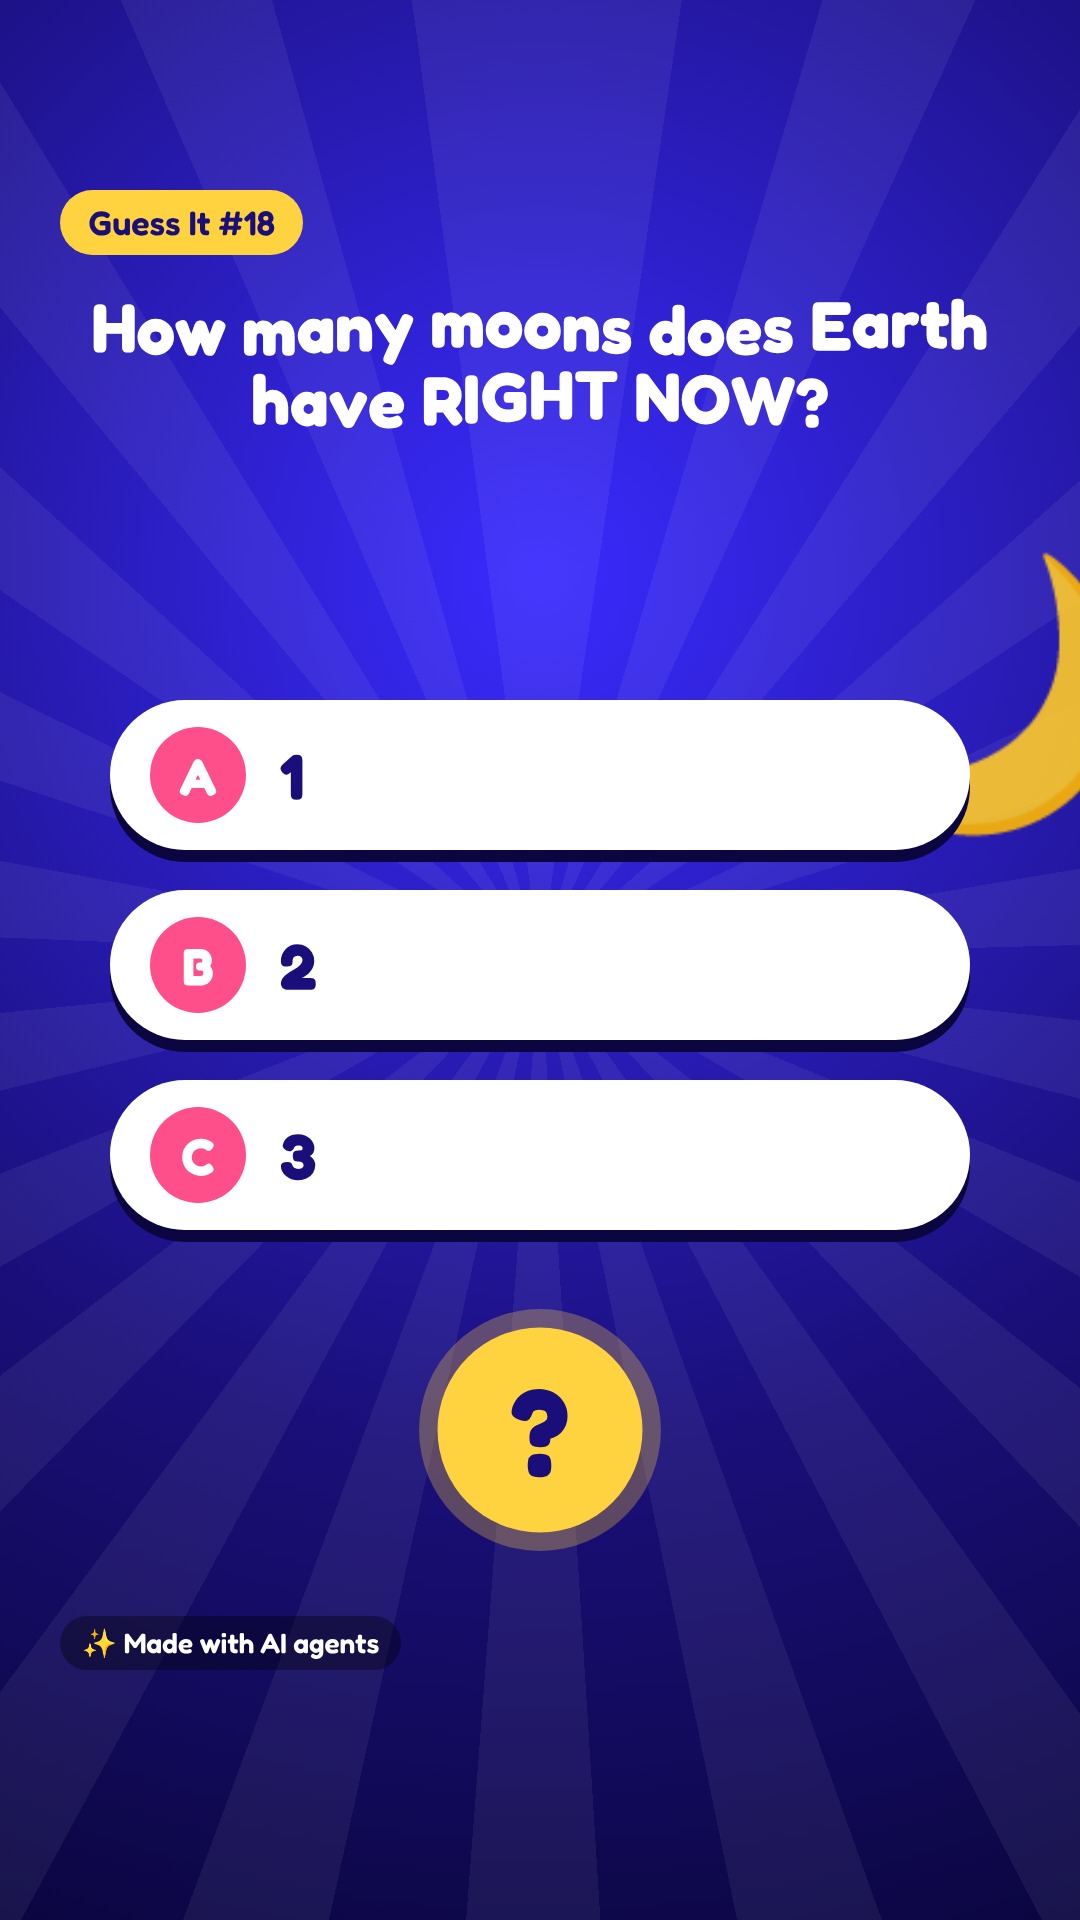 Guess It #18
How many moons does Earth
have RIGHT NOW?
A 1
B 2
C 3
?
✨ Made with AI agents